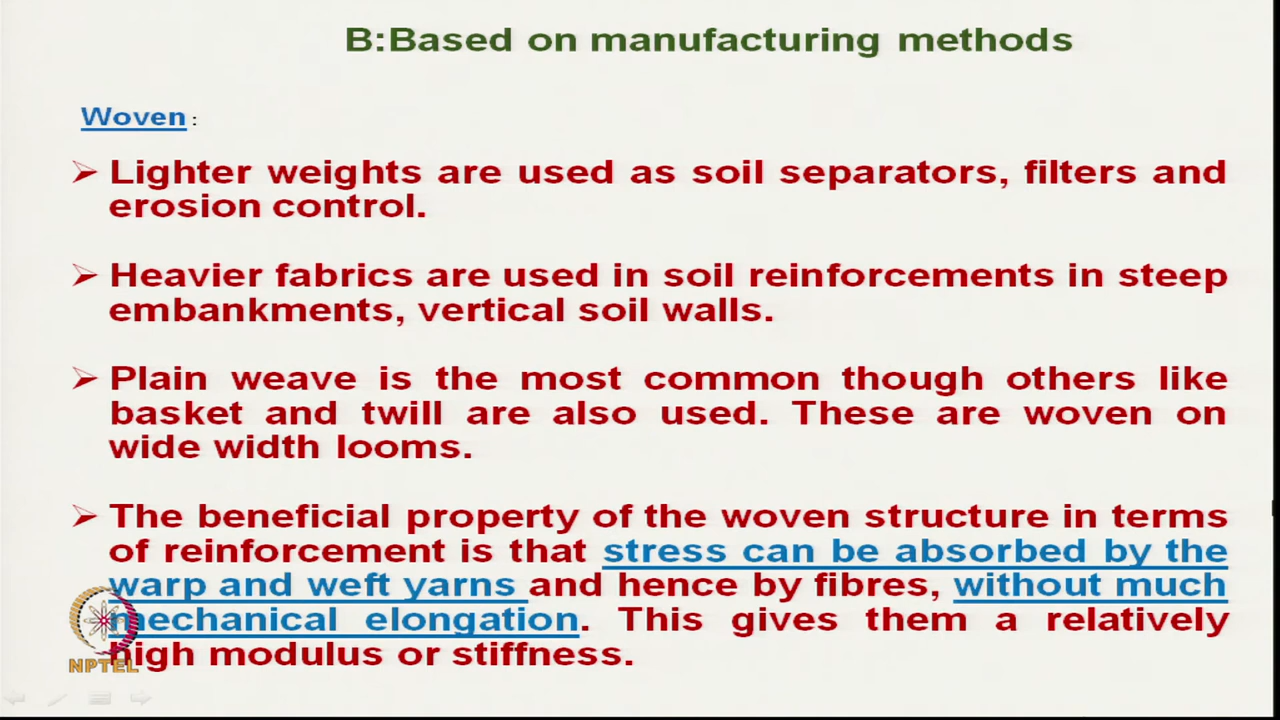 B:Based on manufacturing methods
Woven :
➢ Lighter weights are used as soil separators, filters and
erosion control.
➢ Heavier fabrics are used in soil reinforcements in steep
embankments, vertical soil walls.
➢ Plain weave is the most common though others like
basket and twill are also used. These are woven on
wide width looms.
➢ The beneficial property of the woven structure in terms
of reinforcement is that stress can be absorbed by the
warp and weft yarns and hence by fibres, without much
mechanical elongation. This gives them a relatively
high modulus or stiffness.
NPTEL